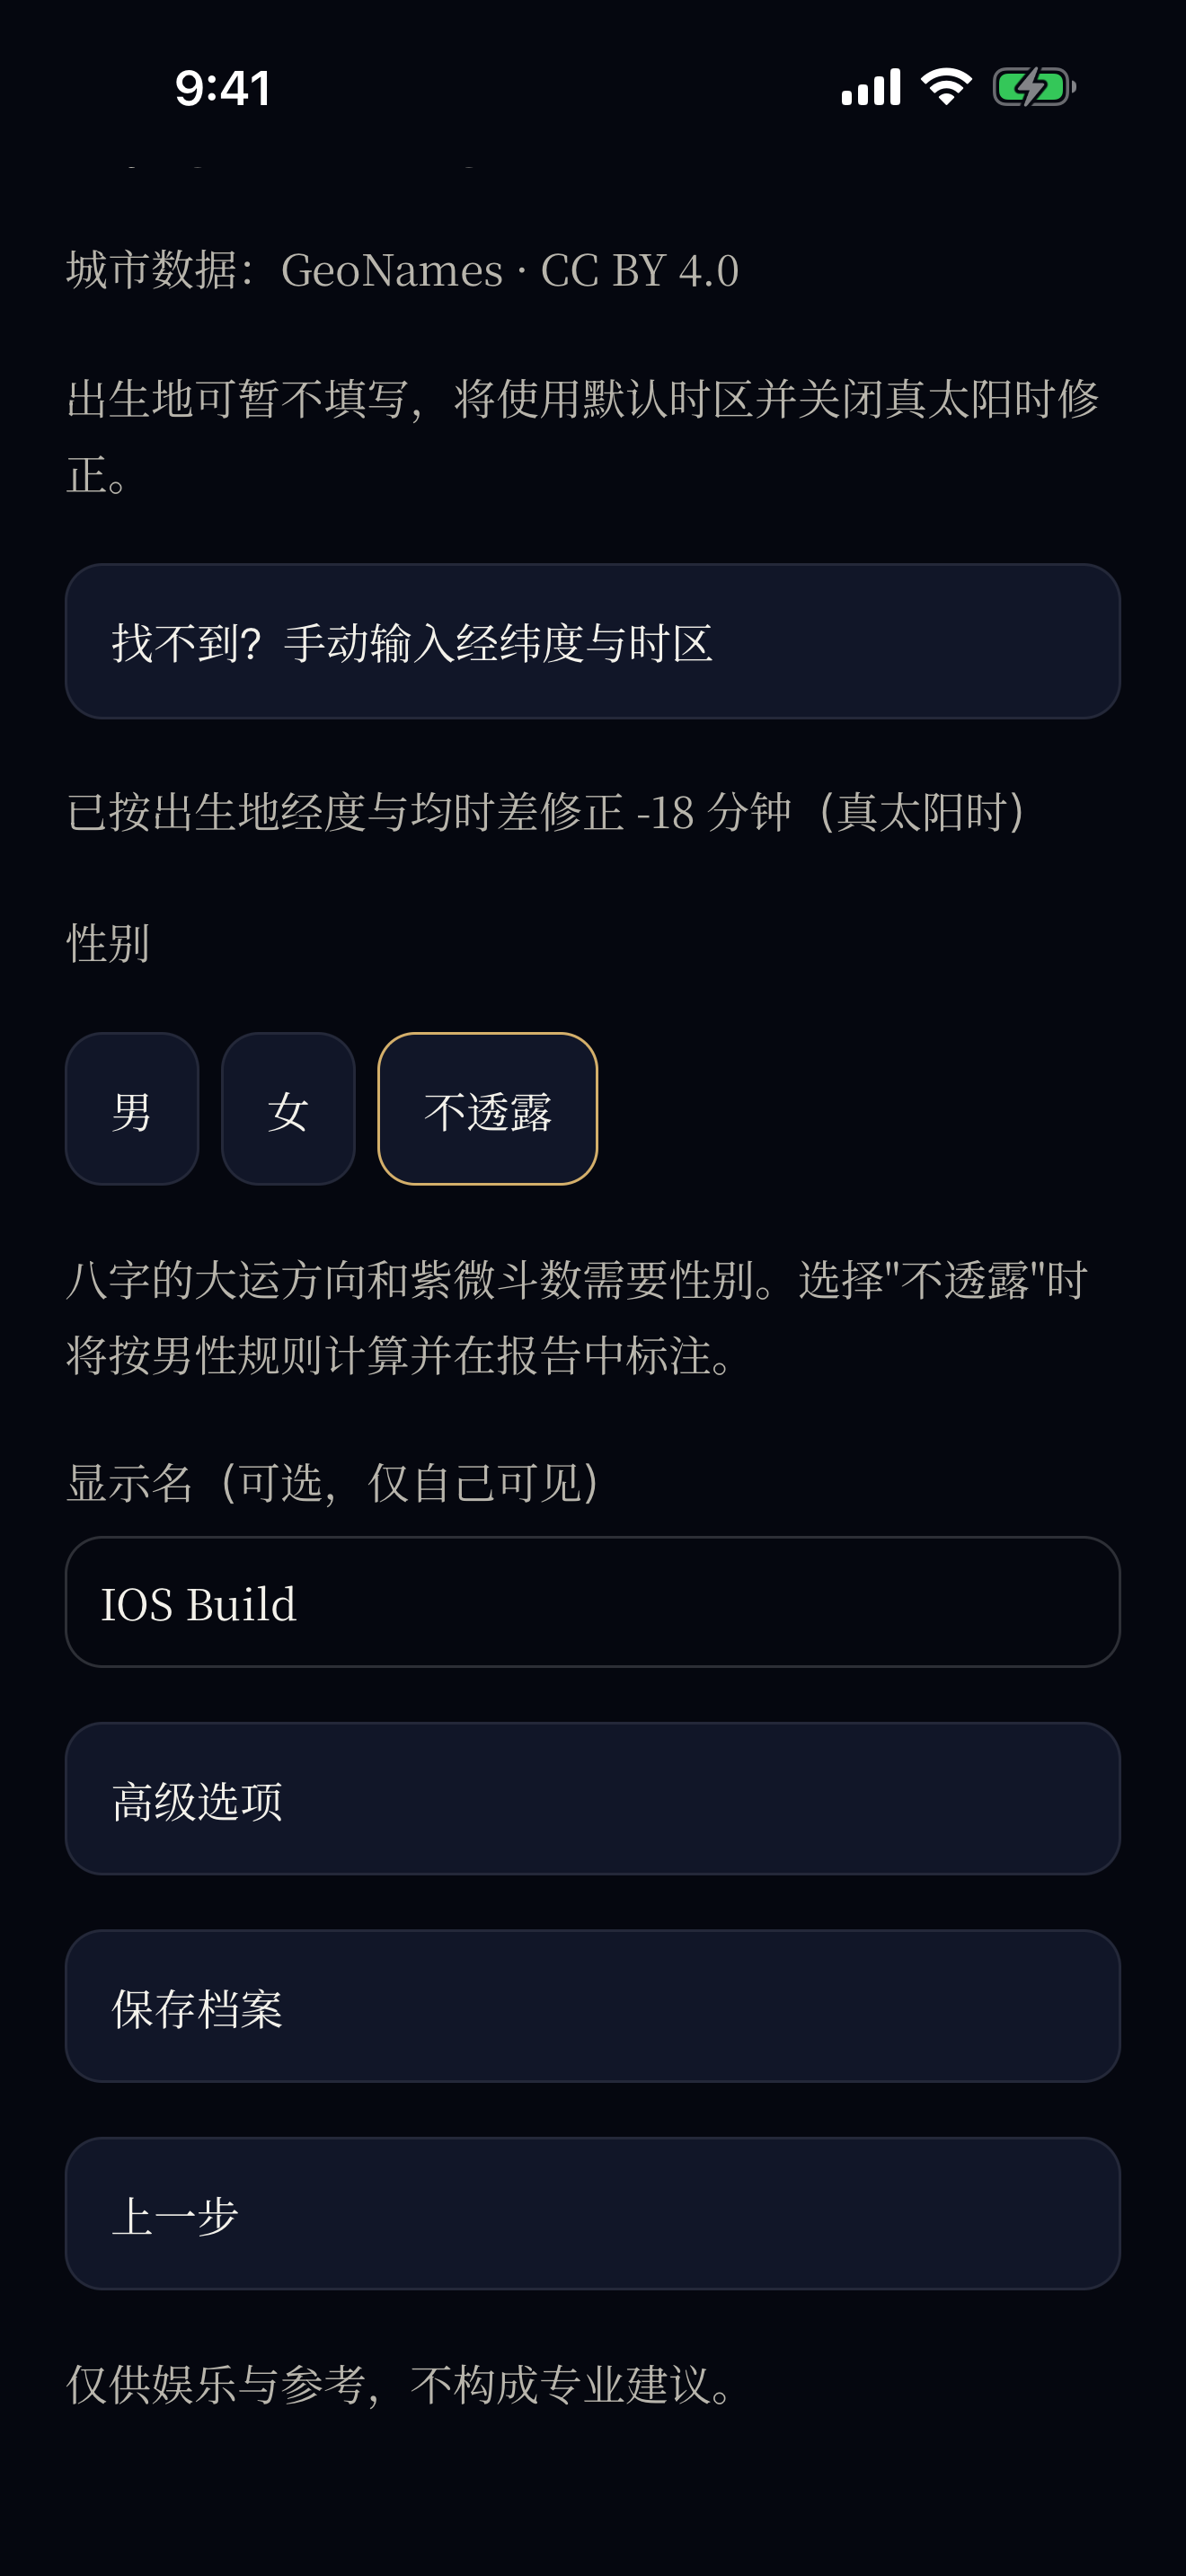 9:41
城市数据：GeoNames · CC BY 4.0
出生地可暂不填写，将使用默认时区并关闭真太阳时修
正。
找不到？手动输入经纬度与时区
已按出生地经度与均时差修正 -18 分钟（真太阳时）
性别
男 女 不透露
八字的大运方向和紫微斗数需要性别。选择"不透露"时
将按男性规则计算并在报告中标注。
显示名（可选，仅自己可见）
IOS Build
高级选项
保存档案
上一步
仅供娱乐与参考，不构成专业建议。